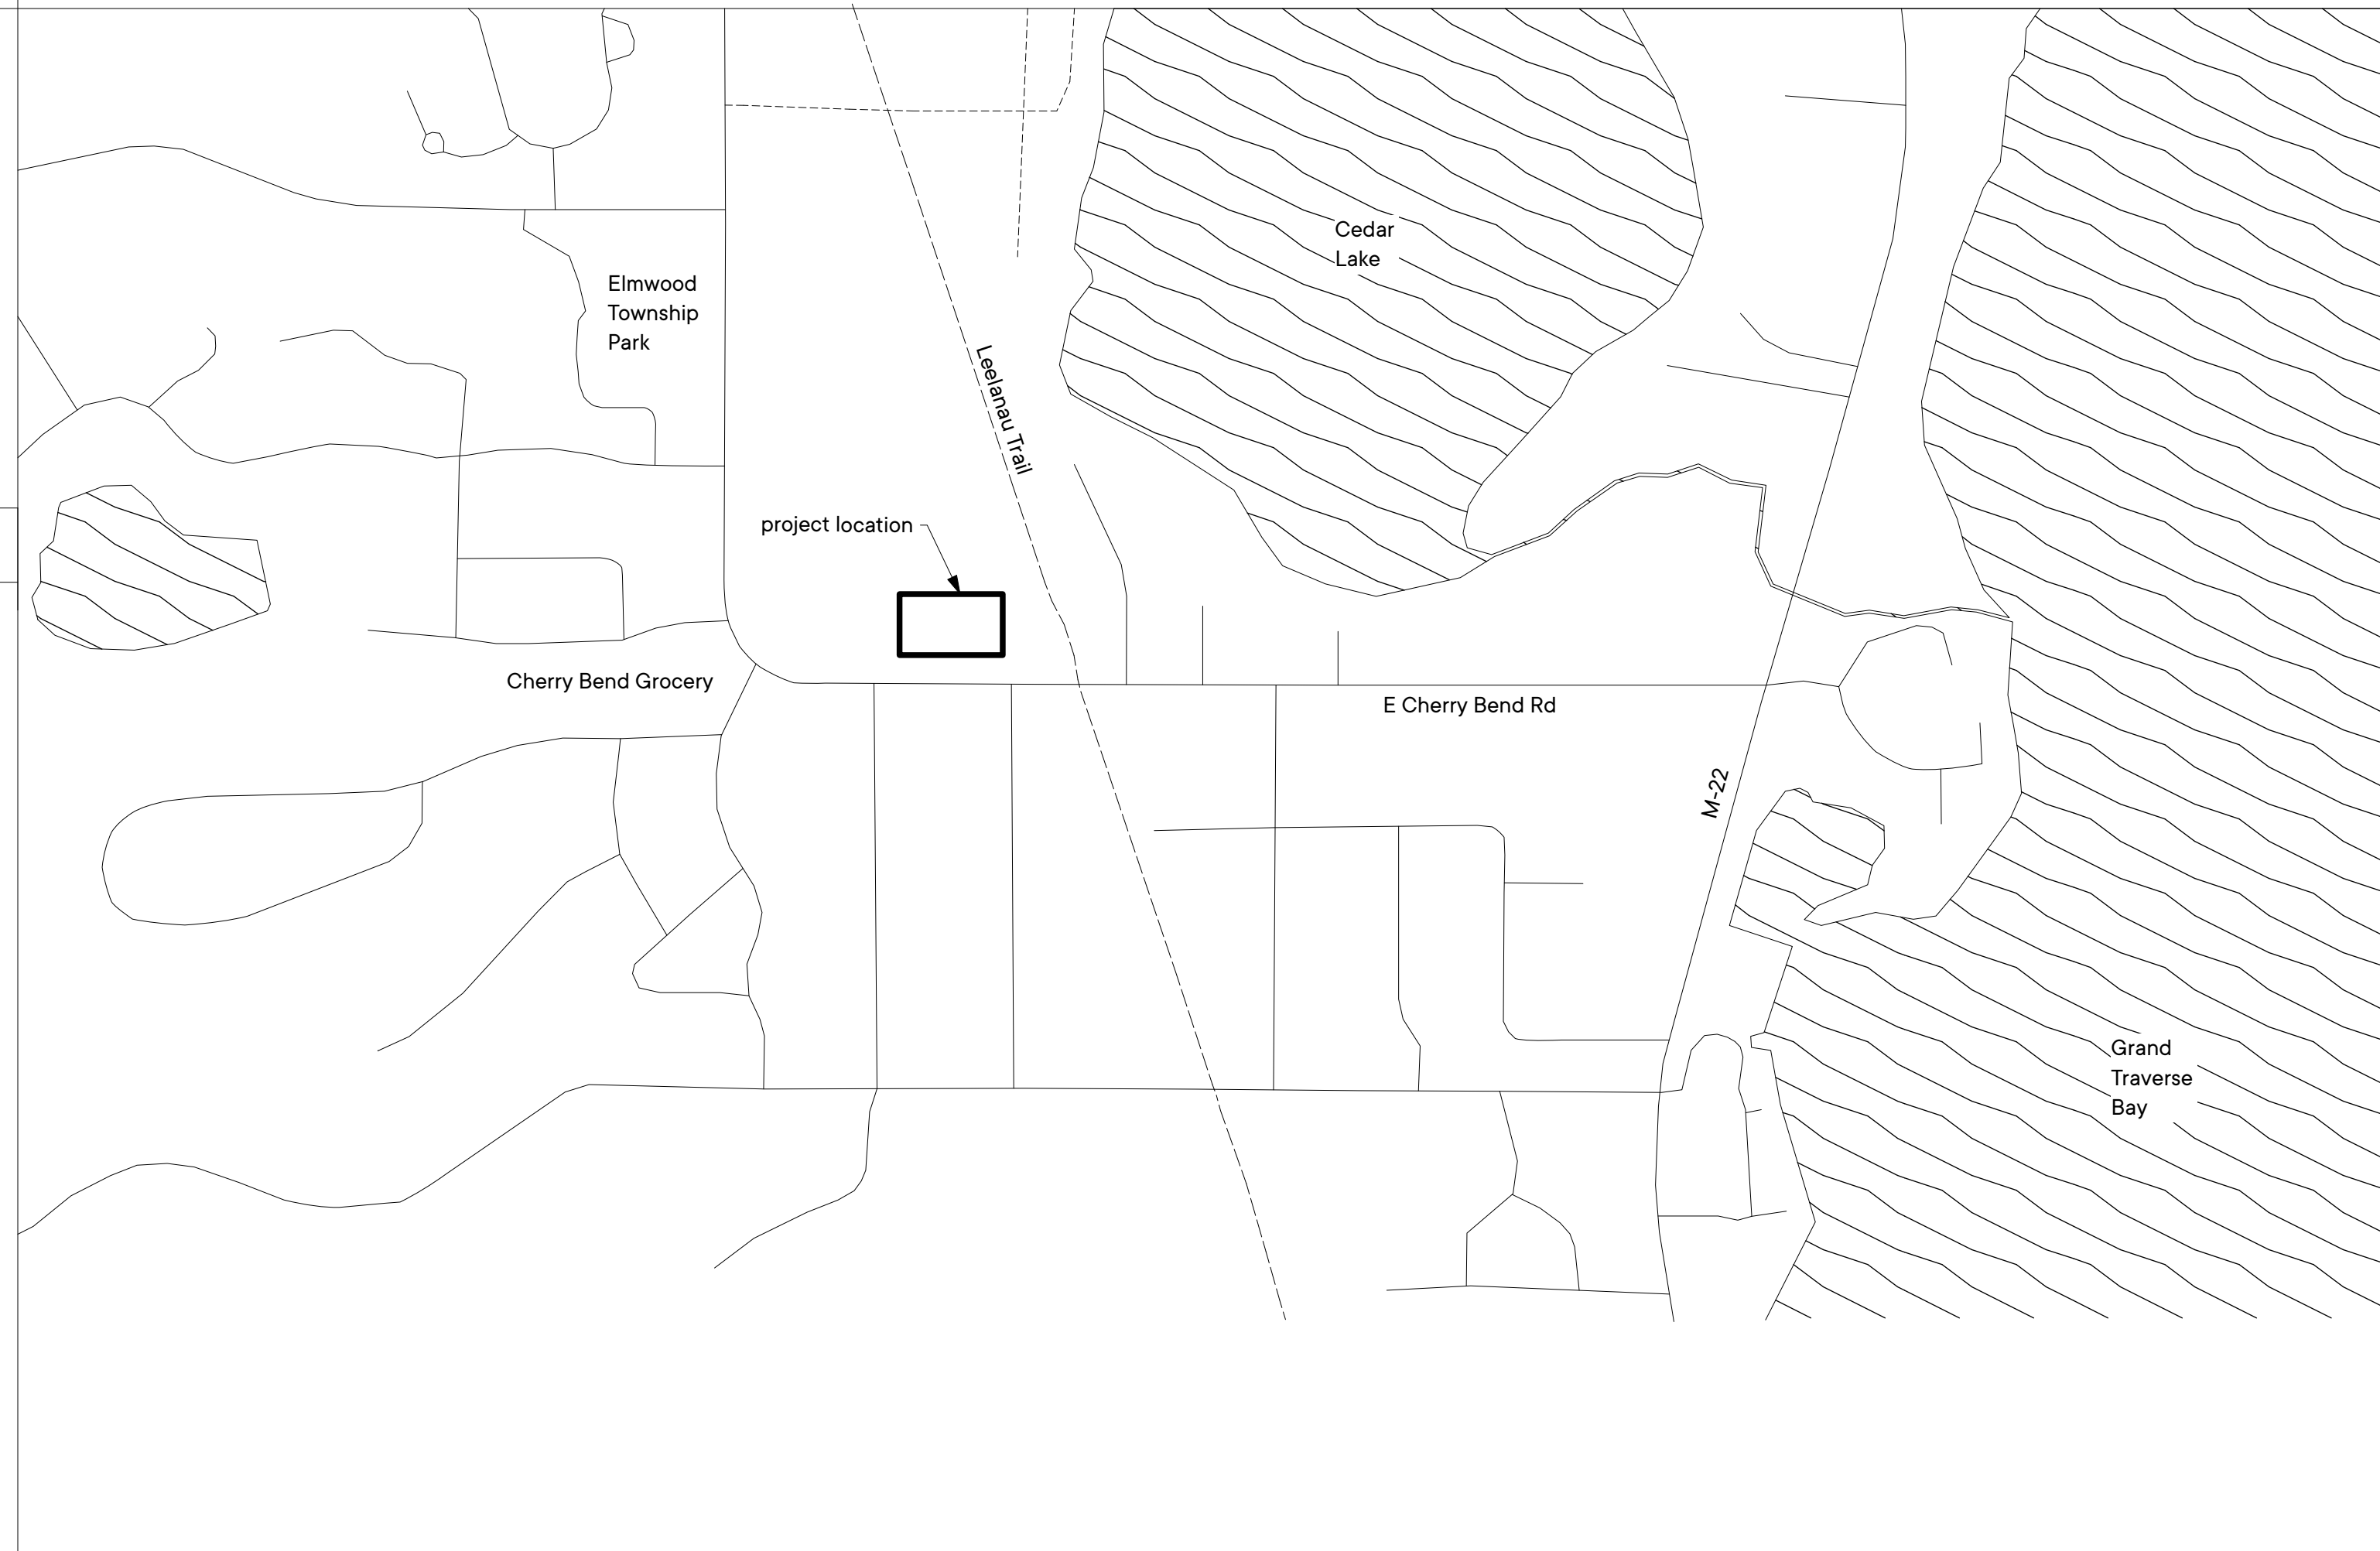 Cedar
Lake
Elmwood
Township
Park
Leelanau Trail
project location
Cherry Bend Grocery
E Cherry Bend Rd
M-22
Grand
Traverse
Bay